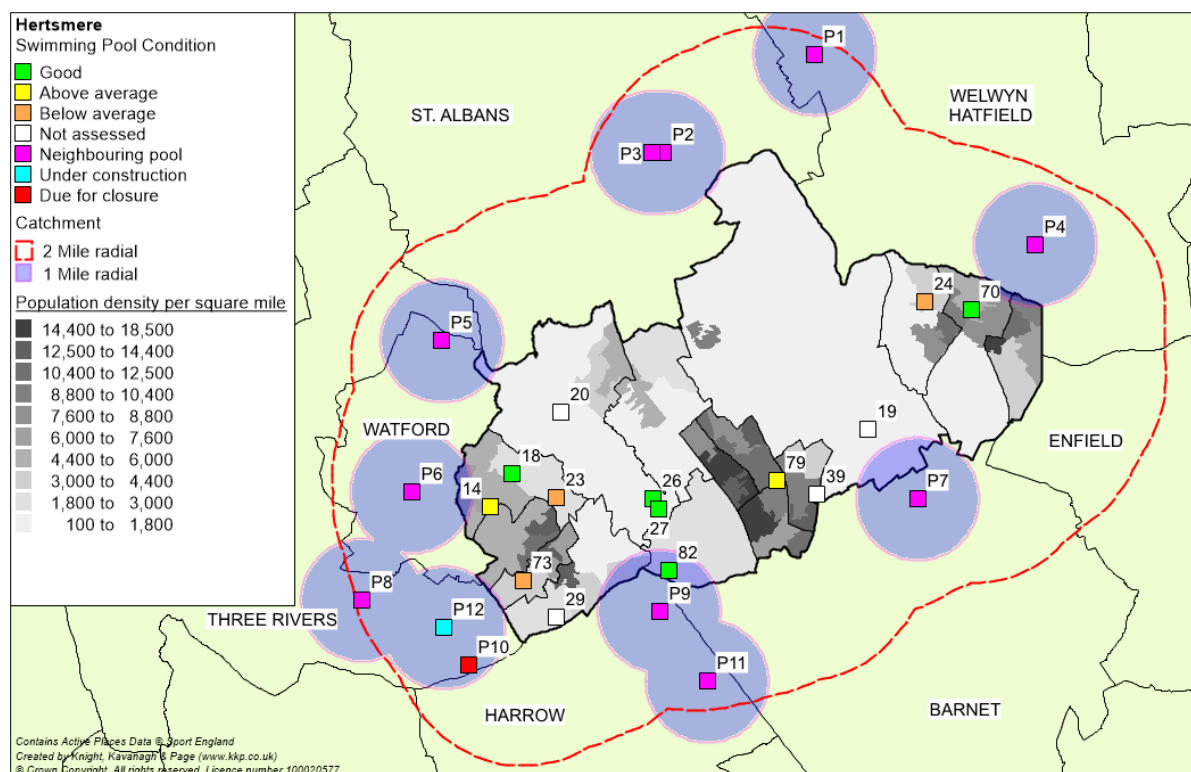 Hertsmere
Swimming Pool Condition
Good
Above average
Below average
Not assessed
Neighbouring pool
Under construction
Due for closure
Catchment
2 Mile radial
1 Mile radial
Population density per square mile
14,400 to 18,500
12,500 to 14,400
10,400 to 12,500
8,800 to 10,400
7,600 to 8,800
6,000 to 7,600
4,400 to 6,000
3,000 to 4,400
1,800 to 3,000
100 to 1,800
P1
ST. ALBANS
WELWYN
HATFIELD
P3
P2
P4
24
70
P5
20
19
WATFORD
ENFIELD
18
79
39
P6
14
23
26
P7
27
73
82
P8
29
P9
THREE RIVERS
P12
P10
P11
HARROW
BARNET
Contains Active Places Data © Sport England
Created by Knight, Kavanagh & Page (www.kkp.co.uk)
© Crown Copyright. All rights reserved. Licence number 100020577